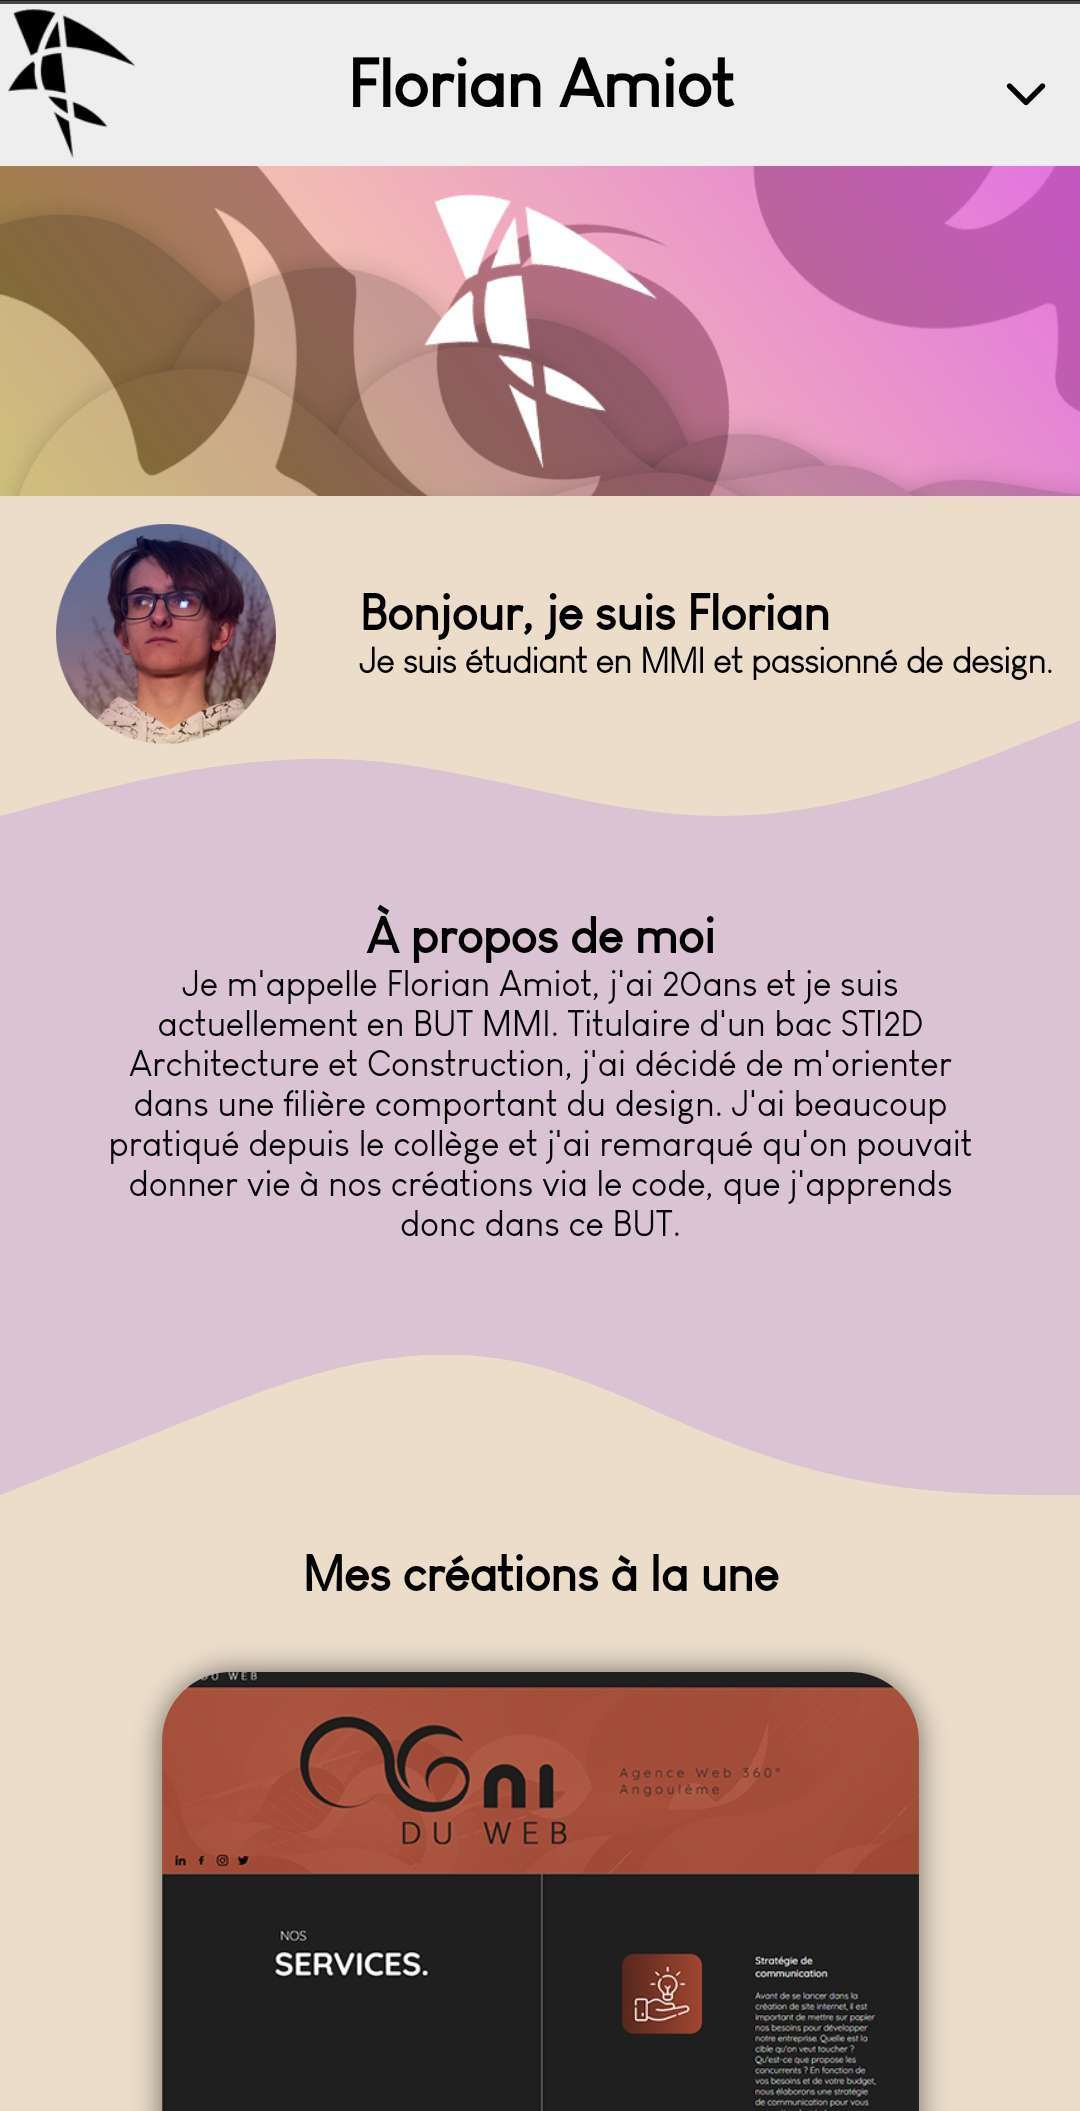 Florian Amiot
Bonjour, je suis Florian
Je suis étudiant en MMI et passionné de design.
À propos de moi
Je m'appelle Florian Amiot, j'ai 20ans et je suis
actuellement en BUT MMI. Titulaire d'un bac STI2D
Architecture et Construction, j'ai décidé de m'orienter
dans une filière comportant du design. J'ai beaucoup
pratiqué depuis le collège et j'ai remarqué qu'on pouvait
donner vie à nos créations via le code, que j'apprends
donc dans ce BUT.
Mes créations à la une
DU WEB
Oni
DU WEB
Agence Web 360°
Angoulême
NOS
SERVICES.
Stratégie de
communication
Avant de se lancer dans la
création de site internet, il est
important de mettre sur papier
nos besoins pour développer
notre entreprise. Quelle est la
cible qu'on veut toucher ?
Qu'est-ce que propose les
concurrents ? En fonction de
vos besoins et de votre budget,
nous élaborons une stratégie
de communication pour vous